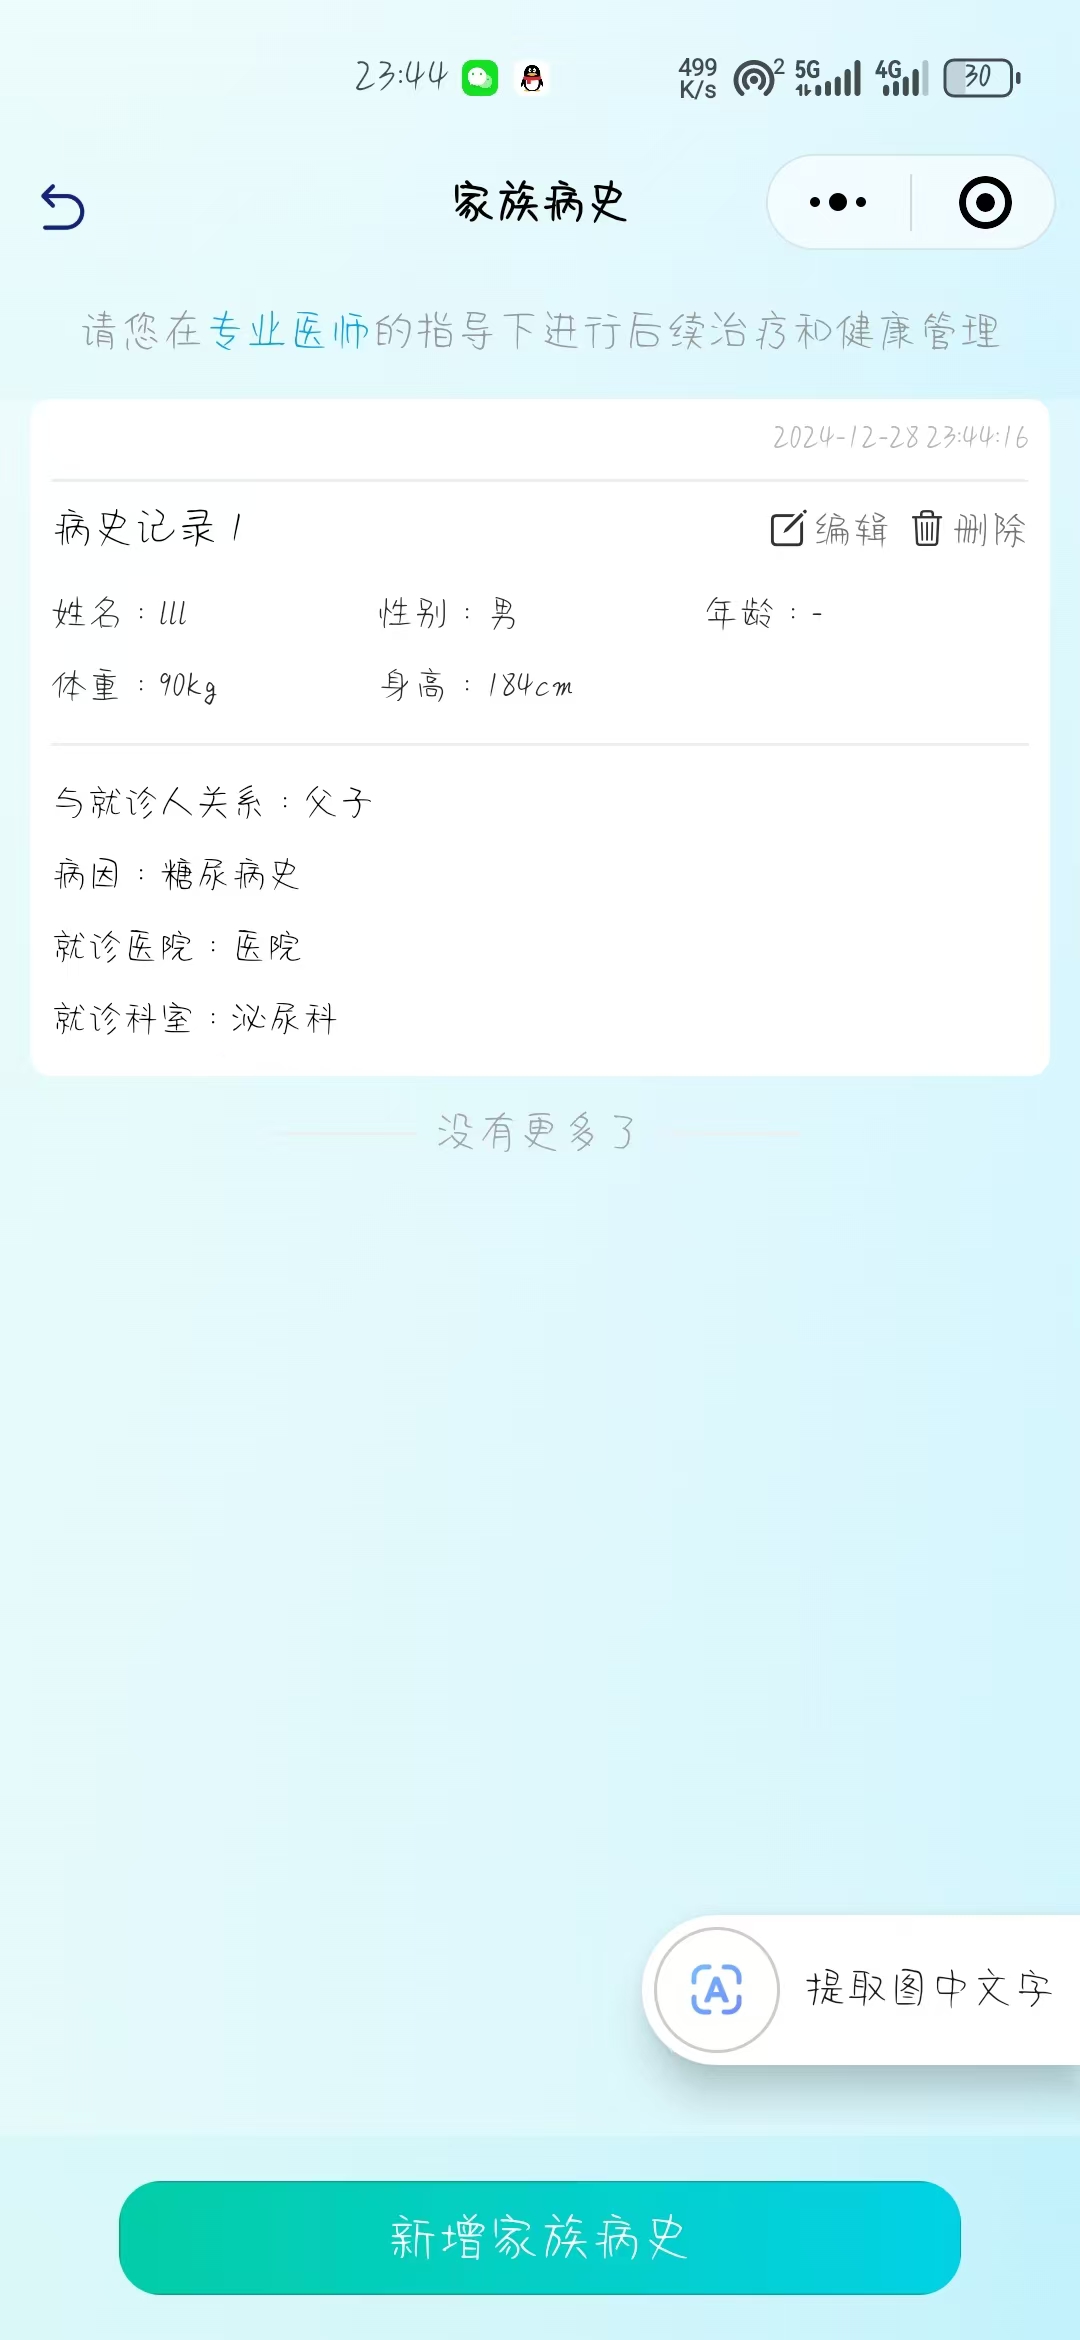 23:44 499 K/s 2 5G 4G 30
家族病史
请您在专业医师的指导下进行后续治疗和健康管理
2024-12-28 23:44:16
病史记录1 编辑 删除
姓名：lll 性别：男 年龄：-
体重：90kg 身高：184cm
与就诊人关系：父子
病因：糖尿病史
就诊医院：医院
就诊科室：泌尿科
没有更多了
A 提取图中文字
新增家族病史